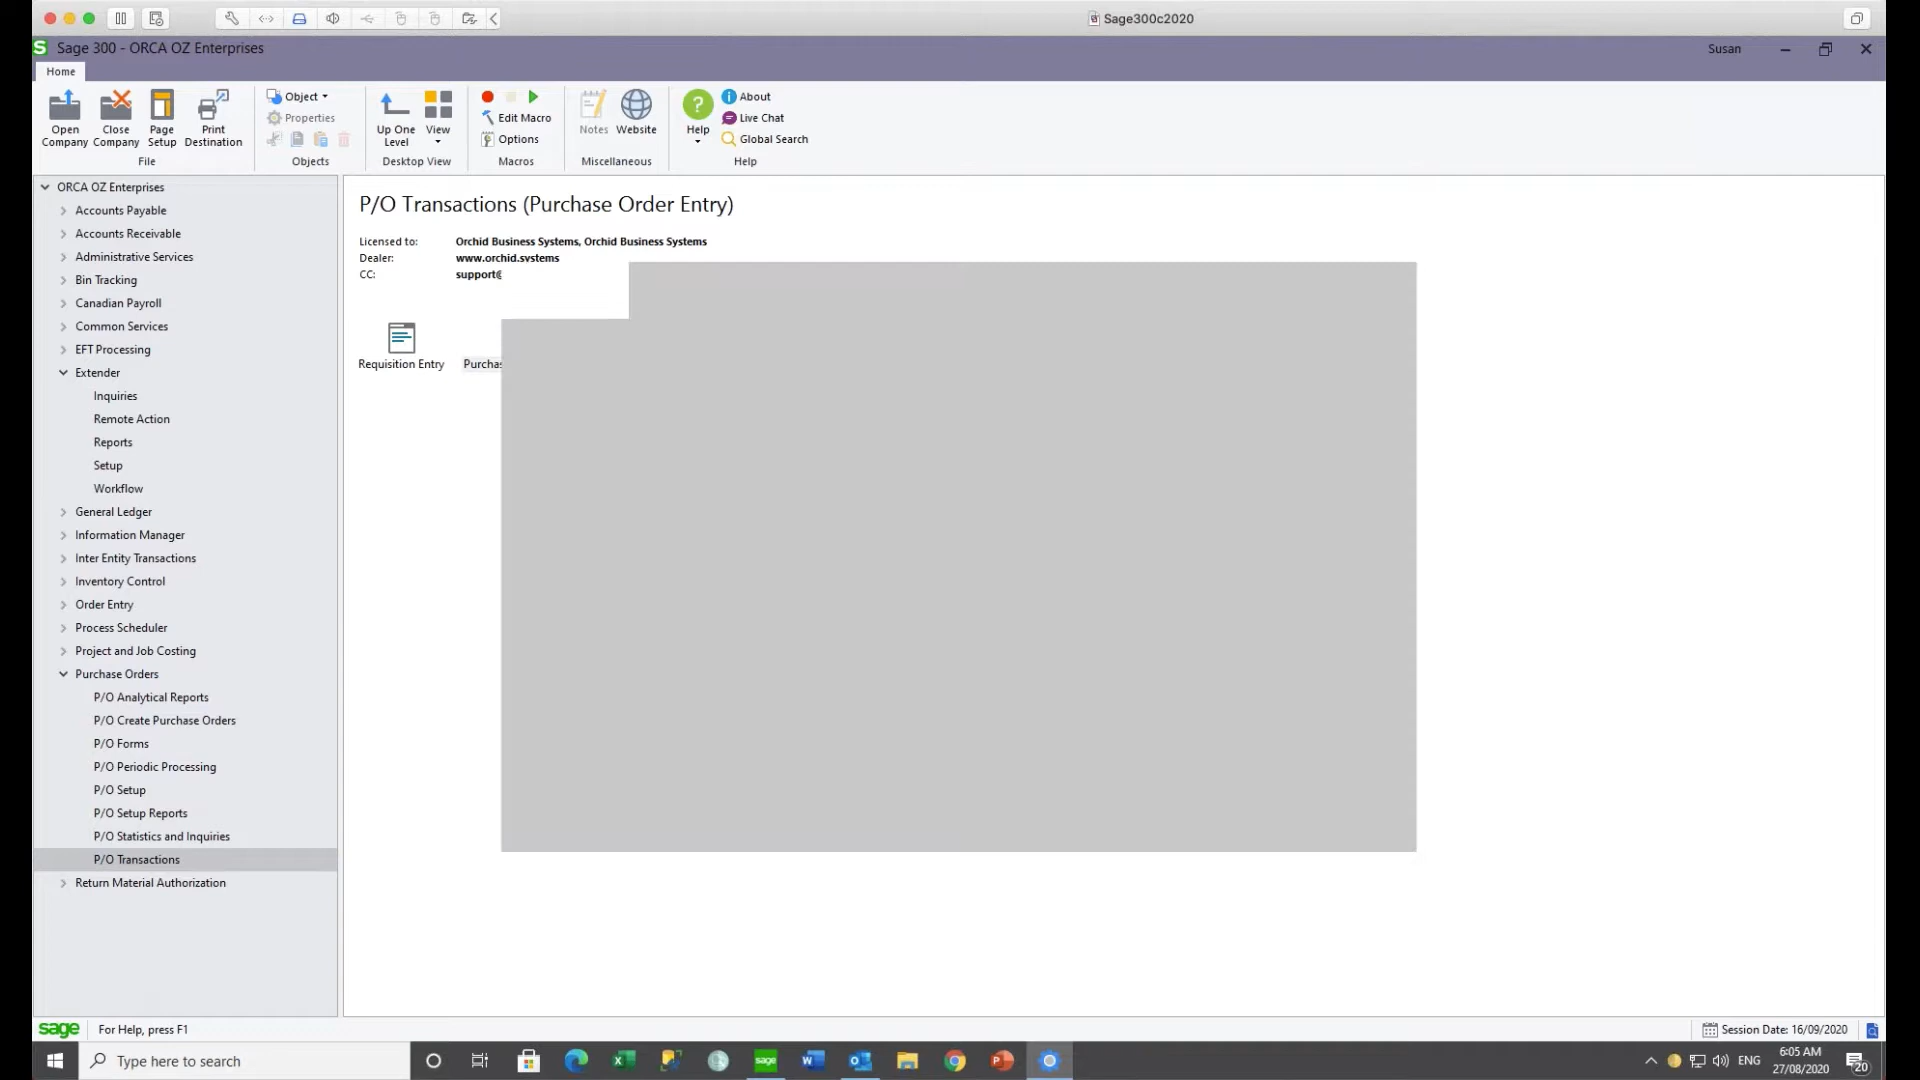 Sage300c2020
Sage 300 - ORCA OZ Enterprises
Susan
Home
Open Company
Close Company
Page Setup
Print Destination
File
Object
Properties
Objects
Up One Level
View
Desktop View
Edit Macro
Options
Macros
Notes
Website
Miscellaneous
Help
About
Live Chat
Global Search
Help
ORCA OZ Enterprises
Accounts Payable
Accounts Receivable
Administrative Services
Bin Tracking
Canadian Payroll
Common Services
EFT Processing
Extender
Inquiries
Remote Action
Reports
Setup
Workflow
General Ledger
Information Manager
Inter Entity Transactions
Inventory Control
Order Entry
Process Scheduler
Project and Job Costing
Purchase Orders
P/O Analytical Reports
P/O Create Purchase Orders
P/O Forms
P/O Periodic Processing
P/O Setup
P/O Setup Reports
P/O Statistics and Inquiries
P/O Transactions
Return Material Authorization
P/O Transactions (Purchase Order Entry)
Licensed to: Orchid Business Systems, Orchid Business Systems
Dealer: www.orchid.systems
CC: support@
Requisition Entry
Purchas
sage For Help, press F1
Session Date: 16/09/2020
Type here to search
sage
ENG
6:05 AM
27/08/2020
20